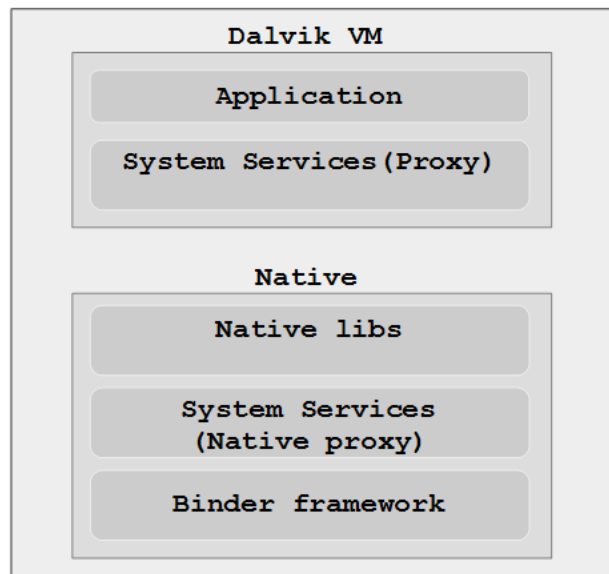 Dalvik VM
Application
System Services(Proxy)
Native
Native libs
System Services
(Native proxy)
Binder framework